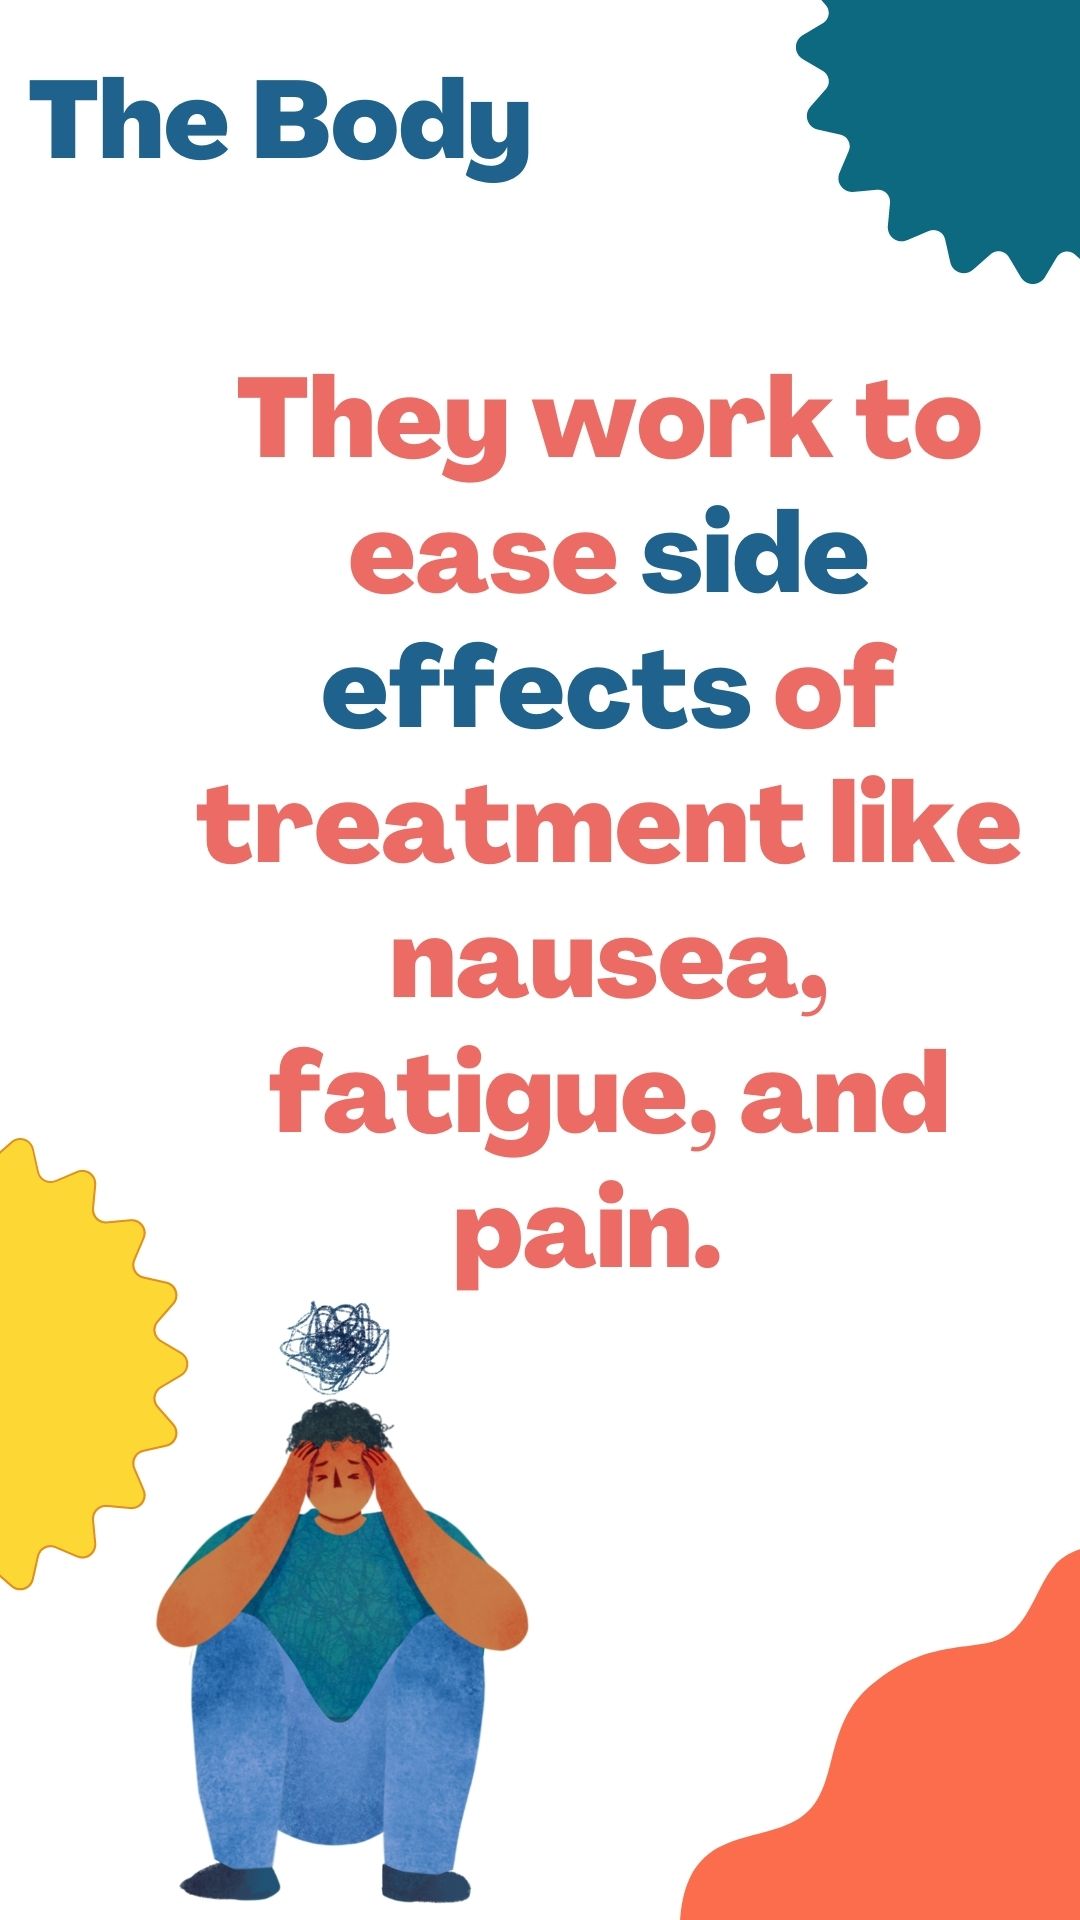 The Body
They work to
ease side
effects of
treatment like
nausea,
fatigue, and
pain.